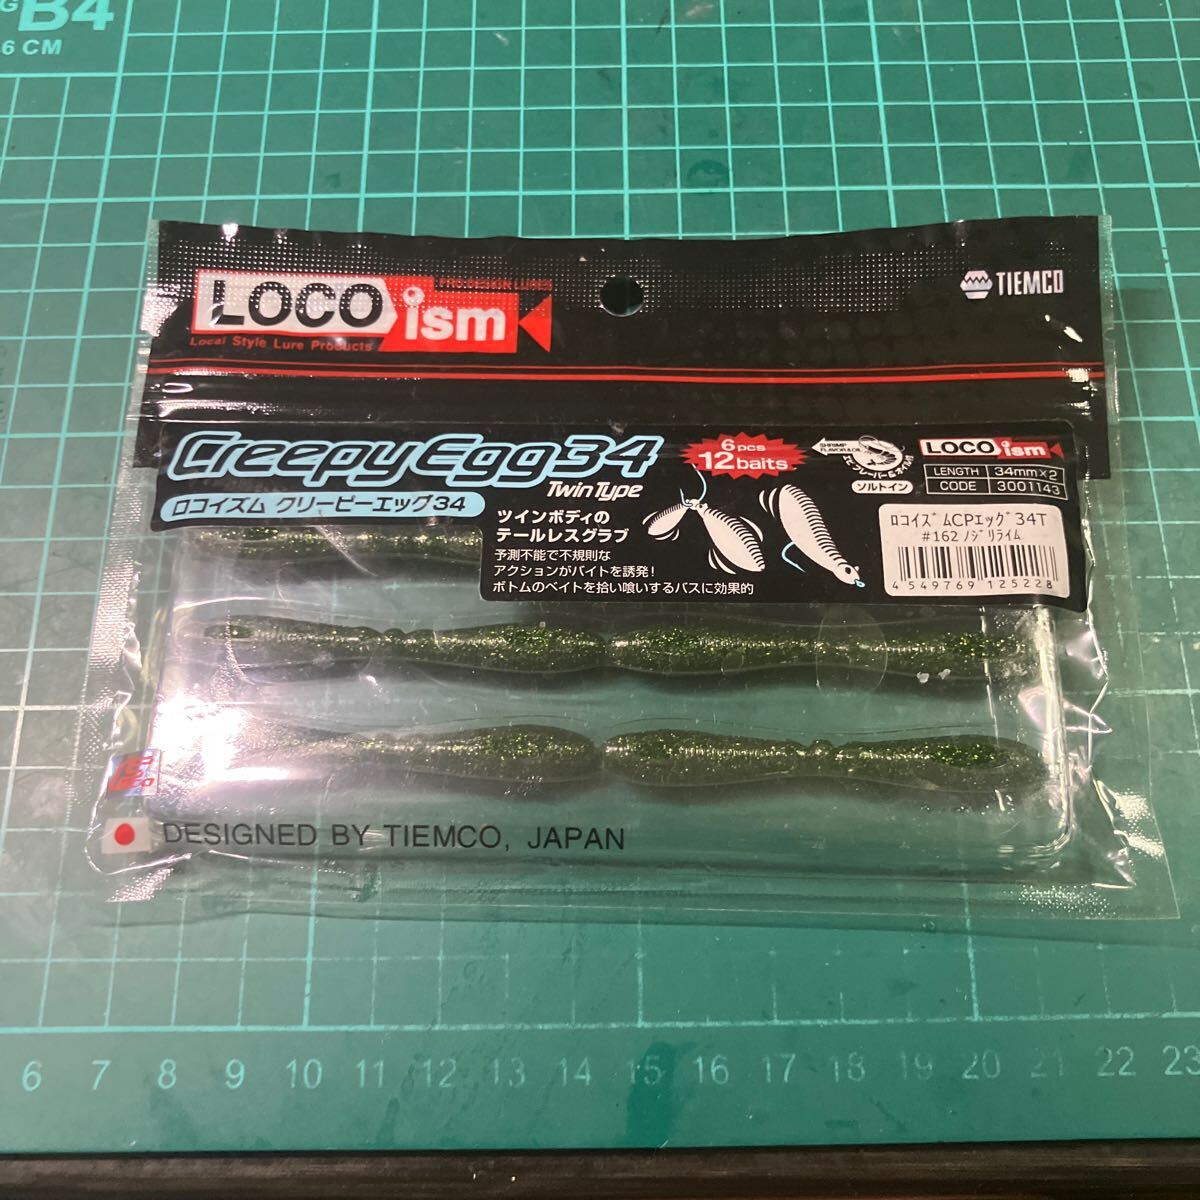 B4
6 CM
LOCO ism
PRO DESIGN LURES
Local Style Lure Products
TIEMCO
Creepy Egg 34
Twin Type
ロコイズム クリーピーエッグ34
6 pcs
12 baits
SHRIMP
FLAVOR & OIL
ソルトイン
LOCO ism
LENGTH 34mm×2
CODE 3001143
ツインボディの
テールレスグラブ
予測不能で不規則な
アクションがバイトを誘発!
ボトムのベイトを拾い喰いするバスに効果的
ﾛｺｲｽﾞﾑCPｴｯｸﾞ34T
#162 ﾉｼﾞﾘﾗｲﾑ
4 549769 125228
DESIGNED BY TIEMCO, JAPAN
6 7 8 9 10 11 12 13 14 15 16 17 18 19 20 21 22 23